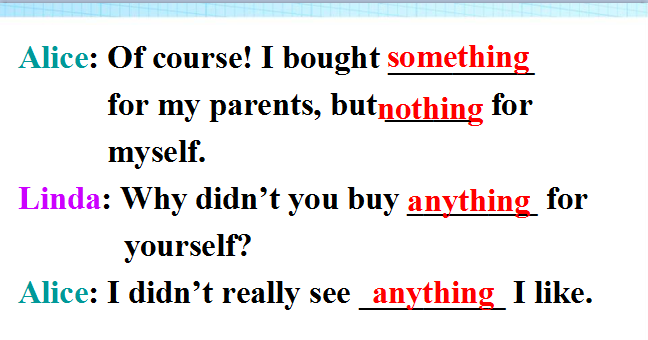 Alice: Of course! I bought something
for my parents, but nothing for
myself.
Linda: Why didn't you buy anything for
yourself?
Alice: I didn't really see anything I like.